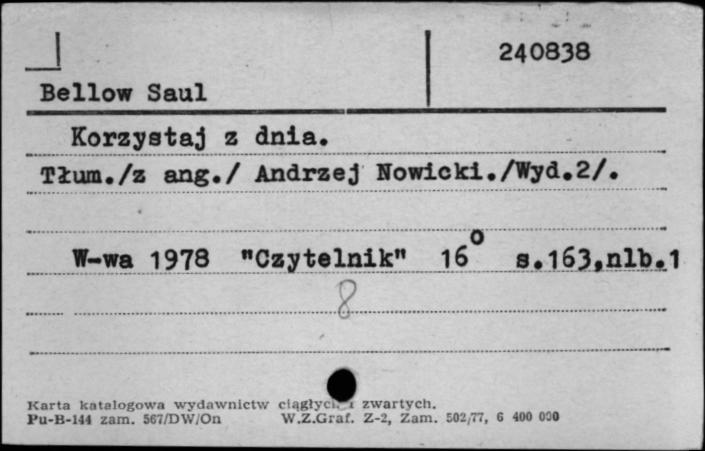 240838
Bellow Saul
Korzystaj z dnia.
Tłum./z ang./ Andrzej Nowicki./Wyd.2/.
W-wa 1978 "Czytelnik" 16° s.163,nlb.1
8
Karta katalogowa wydawnictw ciągłych i zwartych.
Pu-B-144 zam. 567/DW/On W.Z.Graf. Z-2, Zam. 502/77, 6 400 000